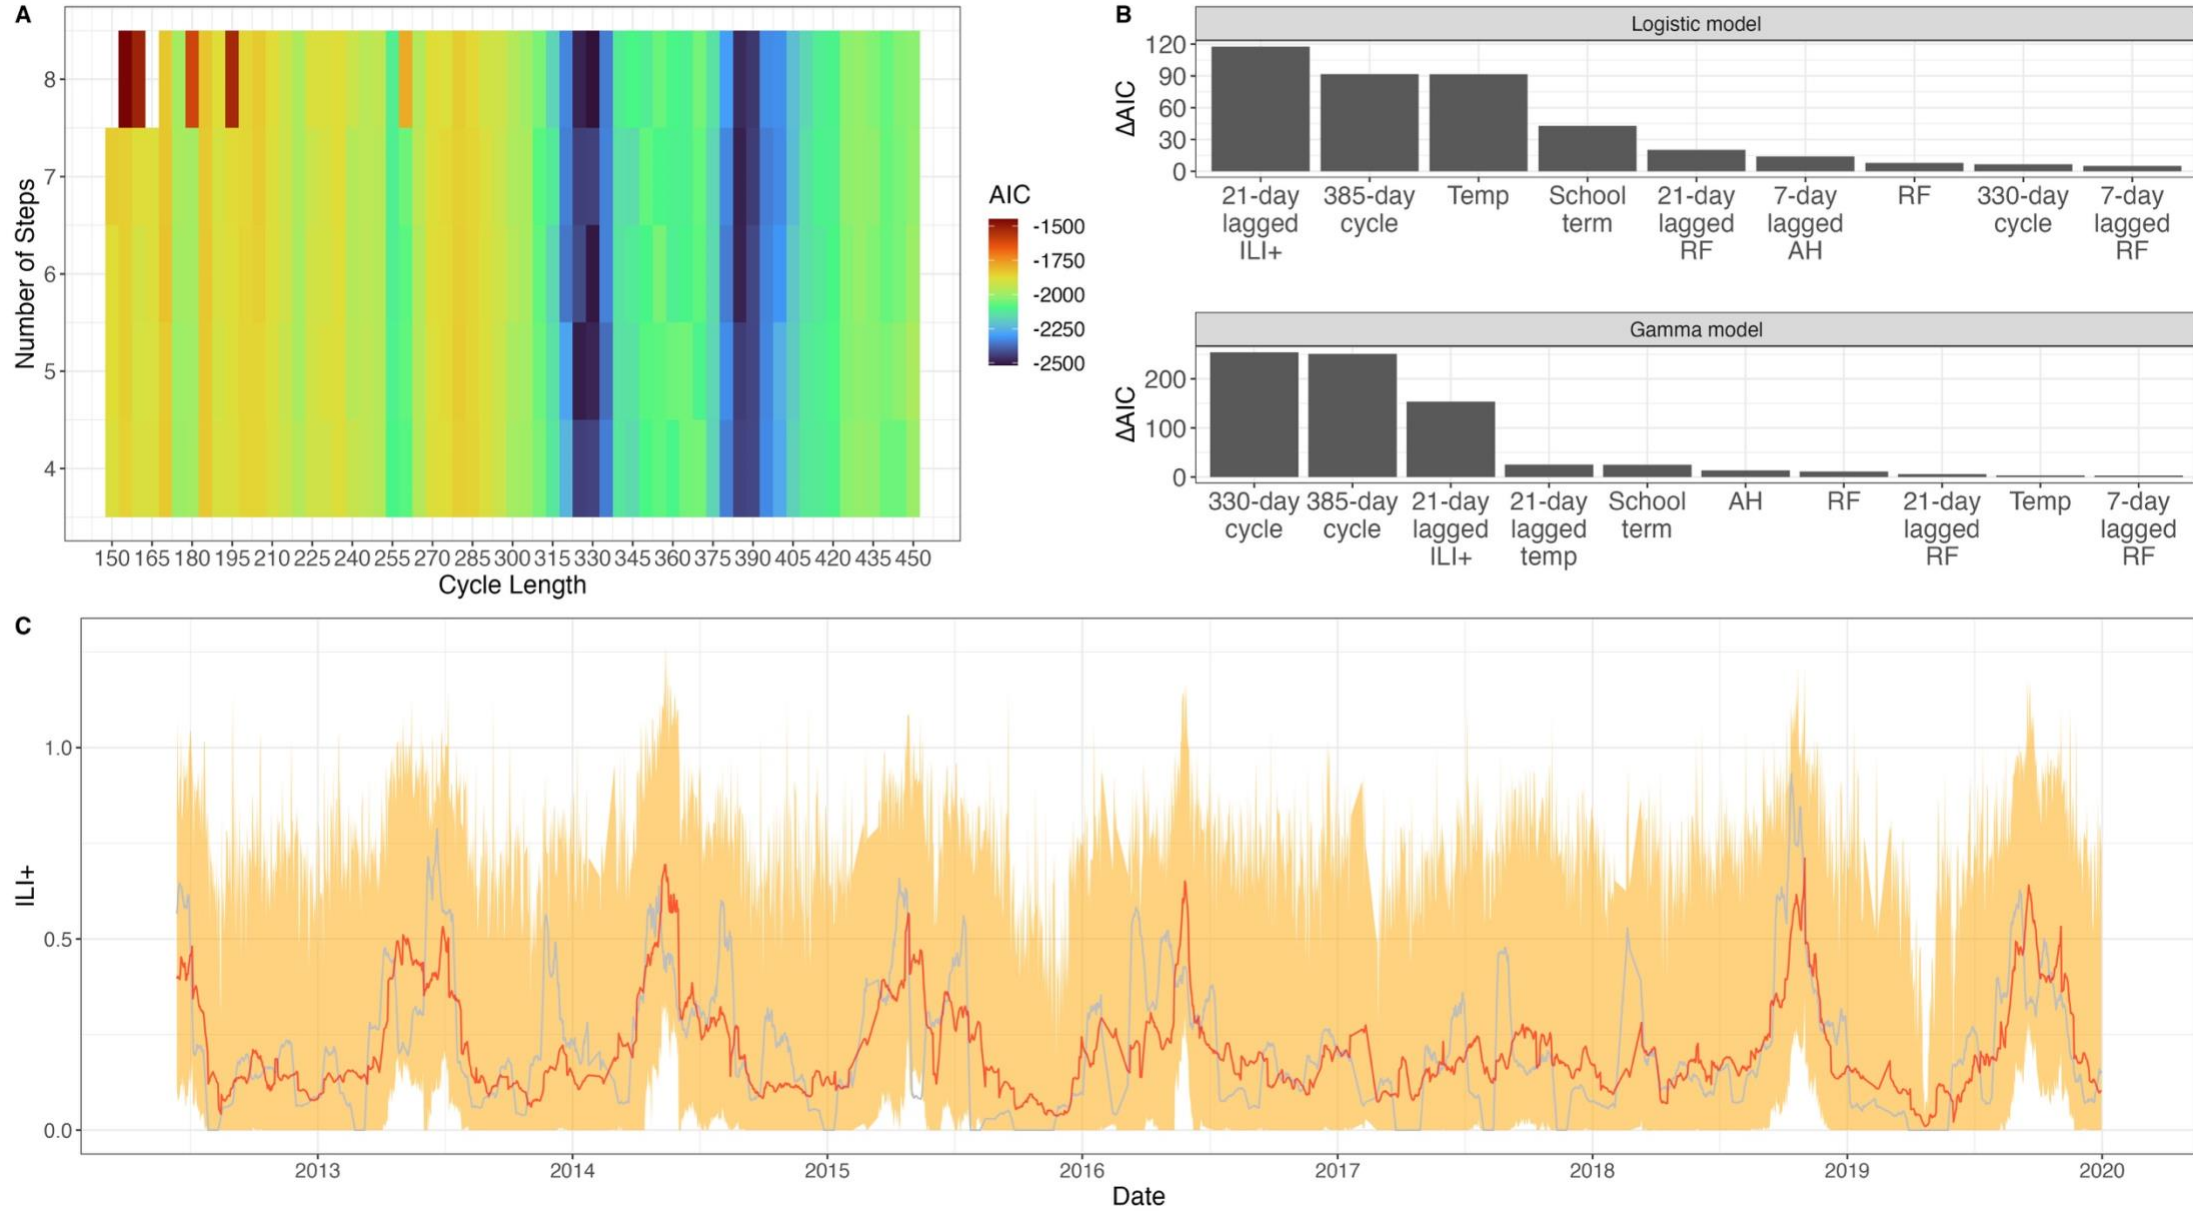 A
8
7
6
5
4
Number of Steps
150 165 180 195 210 225 240 255 270 285 300 315 330 345 360 375 390 405 420 435 450
Cycle Length
AIC
-1500
-1750
-2000
-2250
-2500
B
Logistic model
120
90
60
30
0
ΔAIC
21-day lagged ILI+
385-day cycle
Temp
School term
21-day lagged RF
7-day lagged AH
RF
330-day cycle
7-day lagged RF
Gamma model
200
100
0
ΔAIC
330-day cycle
385-day cycle
21-day lagged ILI+
21-day lagged temp
School term
AH
RF
21-day lagged RF
Temp
7-day lagged RF
C
1.0
0.5
0.0
ILI+
2013 2014 2015 2016 2017 2018 2019 2020
Date